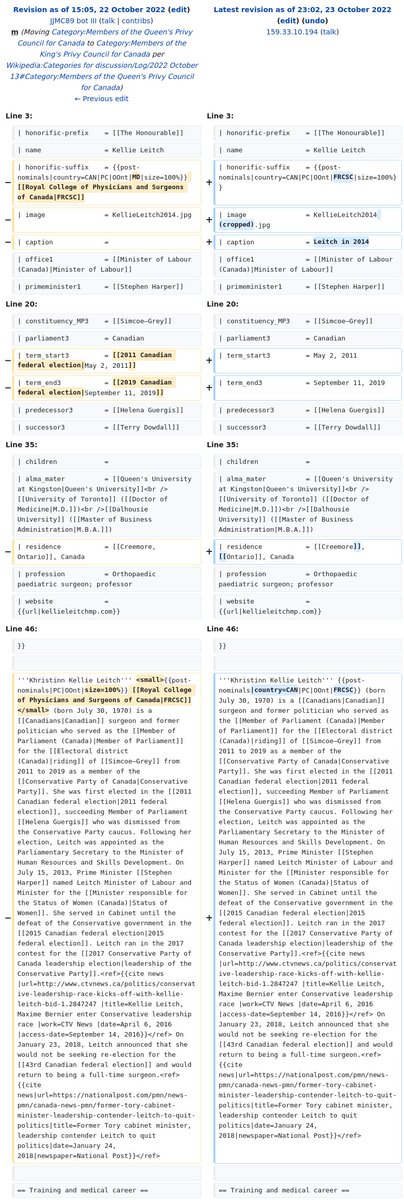 Revision as of 15:05, 22 October 2022 (edit)
JJMC89 bot III (talk | contribs)
m (Moving Category:Members of the Queen's Privy
Council for Canada to Category:Members of the
King's Privy Council for Canada per
Wikipedia:Categories for discussion/Log/2022 October
13#Category:Members of the Queen's Privy Council
for Canada)
← Previous edit
Latest revision as of 23:02, 23 October 2022
(edit) (undo)
159.33.10.194 (talk)
Line 3:
Line 3:
| honorific-prefix = [[The Honourable]]
| honorific-prefix = [[The Honourable]]
| name = Kellie Leitch
| name = Kellie Leitch
− | honorific-suffix = {{post-
nominals|country=CAN|PC|OOnt|MD|size=100%}}
[[Royal College of Physicians and Surgeons
of Canada|FRCSC]]
+ | honorific-suffix = {{post-
nominals|country=CAN|PC|OOnt|FRCSC|size=100%}
}
− | image = KellieLeitch2014.jpg
+ | image = KellieLeitch2014
(cropped).jpg
− | caption =
+ | caption = Leitch in 2014
| office1 = [[Minister of Labour
(Canada)|Minister of Labour]]
| office1 = [[Minister of Labour
(Canada)|Minister of Labour]]
| primeminister1 = [[Stephen Harper]]
| primeminister1 = [[Stephen Harper]]
Line 20:
Line 20:
| constituency_MP3 = [[Simcoe—Grey]]
| constituency_MP3 = [[Simcoe—Grey]]
| parliament3 = Canadian
| parliament3 = Canadian
− | term_start3 = [[2011 Canadian
federal election|May 2, 2011]]
+ | term_start3 = May 2, 2011
− | term_end3 = [[2019 Canadian
federal election|September 11, 2019]]
+ | term_end3 = September 11, 2019
| predecessor3 = [[Helena Guergis]]
| predecessor3 = [[Helena Guergis]]
| successor3 = [[Terry Dowdall]]
| successor3 = [[Terry Dowdall]]
Line 35:
Line 35:
| children =
| children =
| alma_mater = [[Queen's University
at Kingston|Queen's University]]<br />
[[University of Toronto]] ([[Doctor of
Medicine|M.D.]])<br />[[Dalhousie
University]] ([[Master of Business
Administration|M.B.A.]])
| alma_mater = [[Queen's University
at Kingston|Queen's University]]<br />
[[University of Toronto]] ([[Doctor of
Medicine|M.D.]])<br />[[Dalhousie
University]] ([[Master of Business
Administration|M.B.A.]])
− | residence = [[Creemore,
Ontario]], Canada
+ | residence = [[Creemore]],
[[Ontario]], Canada
| profession = Orthopaedic
paediatric surgeon; professor
| profession = Orthopaedic
paediatric surgeon; professor
| website =
{{url|kellieleitchmp.com}}
| website =
{{url|kellieleitchmp.com}}
Line 46:
Line 46:
}}
}}
− '''Khristinn Kellie Leitch''' <small>{{post-
nominals|PC|OOnt|size=100%}} [[Royal College
of Physicians and Surgeons of Canada|FRCSC]]
</small> (born July 30, 1970) is a
[[Canadians|Canadian]] surgeon and former
politician who served as the [[Member of
Parliament (Canada)|Member of Parliament]]
for the [[Electoral district
(Canada)|riding]] of [[Simcoe—Grey]] from
2011 to 2019 as a member of the
[[Conservative Party of Canada|Conservative
Party]]. She was first elected in the [[2011
Canadian federal election|2011 federal
election]], succeeding Member of Parliament
[[Helena Guergis]] who was dismissed from
the Conservative Party caucus. Following her
election, Leitch was appointed as the
Parliamentary Secretary to the Minister of
Human Resources and Skills Development. On
July 15, 2013, Prime Minister [[Stephen
Harper]] named Leitch Minister of Labour and
Minister for the [[Minister responsible for
the Status of Women (Canada)|Status of
Women]]. She served in Cabinet until the
defeat of the Conservative government in the
[[2015 Canadian federal election|2015
federal election]]. Leitch ran in the 2017
contest for the [[2017 Conservative Party of
Canada leadership election|leadership of the
Conservative Party]].<ref>{{cite news
|url=http://www.ctvnews.ca/politics/conservat
ive-leadership-race-kicks-off-with-kellie-
leitch-bid-1.2847247 |title=Kellie Leitch,
Maxime Bernier enter Conservative leadership
race |work=CTV News |date=April 6, 2016
|access-date=September 14, 2016}}</ref> On
January 23, 2018, Leitch announced that she
would not be seeking re-election for the
[[43rd Canadian federal election]] and would
return to being a full-time surgeon.<ref>
{{cite
news|url=https://nationalpost.com/pmn/news-
pmn/canada-news-pmn/former-tory-cabinet-
minister-leadership-contender-leitch-to-quit-
politics|title=Former Tory cabinet minister,
leadership contender Leitch to quit
politics|date=January 24,
2018|newspaper=National Post}}</ref>
+ '''Khristinn Kellie Leitch''' {{post-
nominals|country=CAN|PC|OOnt|FRCSC}} (born
July 30, 1970) is a [[Canadians|Canadian]]
surgeon and former politician who served as
the [[Member of Parliament (Canada)|Member
of Parliament]] for the [[Electoral district
(Canada)|riding]] of [[Simcoe—Grey]] from
2011 to 2019 as a member of the
[[Conservative Party of Canada|Conservative
Party]]. She was first elected in the [[2011
Canadian federal election|2011 federal
election]], succeeding Member of Parliament
[[Helena Guergis]] who was dismissed from
the Conservative Party caucus. Following her
election, Leitch was appointed as the
Parliamentary Secretary to the Minister of
Human Resources and Skills Development. On
July 15, 2013, Prime Minister [[Stephen
Harper]] named Leitch Minister of Labour and
Minister for the [[Minister responsible for
the Status of Women (Canada)|Status of
Women]]. She served in Cabinet until the
defeat of the Conservative government in the
[[2015 Canadian federal election|2015
federal election]]. Leitch ran in the 2017
contest for the [[2017 Conservative Party of
Canada leadership election|leadership of the
Conservative Party]].<ref>{{cite news
|url=http://www.ctvnews.ca/politics/conservat
ive-leadership-race-kicks-off-with-kellie-
leitch-bid-1.2847247 |title=Kellie Leitch,
Maxime Bernier enter Conservative leadership
race |work=CTV News |date=April 6, 2016
|access-date=September 14, 2016}}</ref> On
January 23, 2018, Leitch announced that she
would not be seeking re-election for the
[[43rd Canadian federal election]] and would
return to being a full-time surgeon.<ref>
{{cite
news|url=https://nationalpost.com/pmn/news-
pmn/canada-news-pmn/former-tory-cabinet-
minister-leadership-contender-leitch-to-quit-
politics|title=Former Tory cabinet minister,
leadership contender Leitch to quit
politics|date=January 24,
2018|newspaper=National Post}}</ref>
== Training and medical career ==
== Training and medical career ==